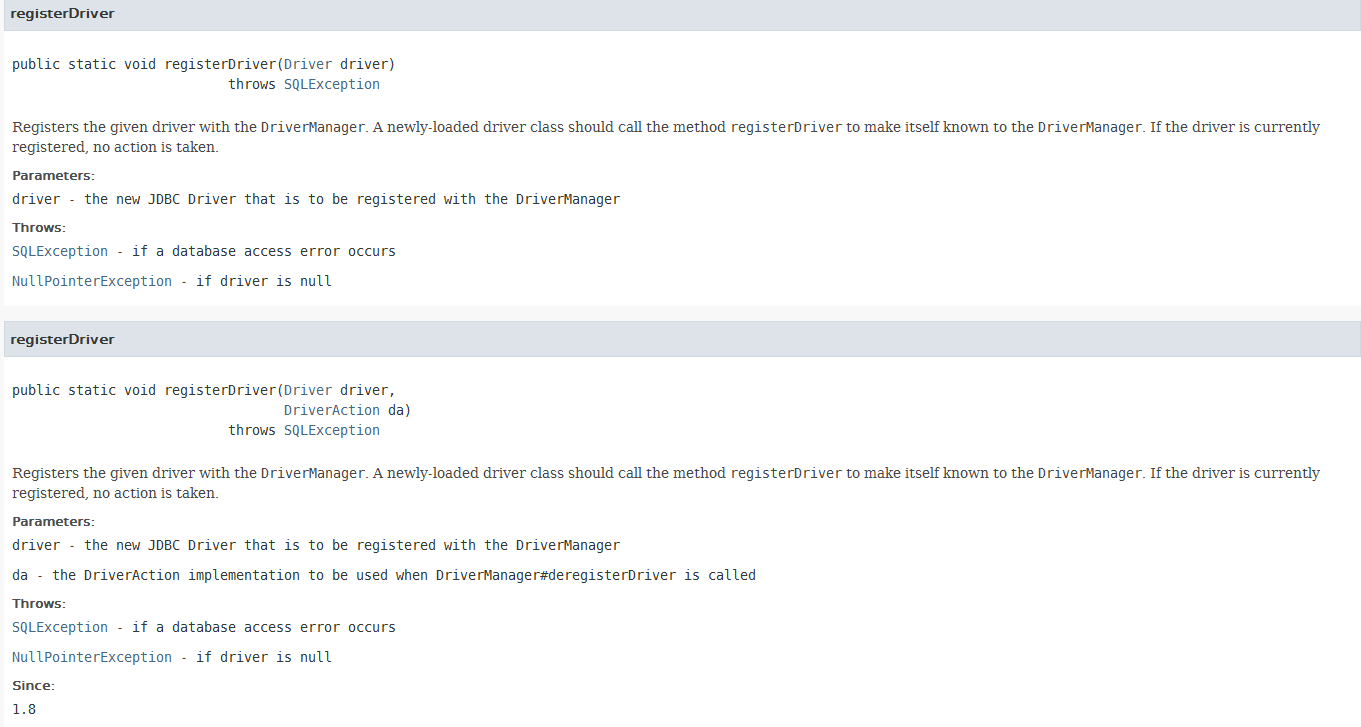 registerDriver
public static void registerDriver(Driver driver)
throws SQLException
Registers the given driver with the DriverManager. A newly-loaded driver class should call the method registerDriver to make itself known to the DriverManager. If the driver is currently
registered, no action is taken.
Parameters:
driver - the new JDBC Driver that is to be registered with the DriverManager
Throws:
SQLException - if a database access error occurs
NullPointerException - if driver is null
registerDriver
public static void registerDriver(Driver driver,
DriverAction da)
throws SQLException
Registers the given driver with the DriverManager. A newly-loaded driver class should call the method registerDriver to make itself known to the DriverManager. If the driver is currently
registered, no action is taken.
Parameters:
driver - the new JDBC Driver that is to be registered with the DriverManager
da - the DriverAction implementation to be used when DriverManager#deregisterDriver is called
Throws:
SQLException - if a database access error occurs
NullPointerException - if driver is null
Since:
1.8